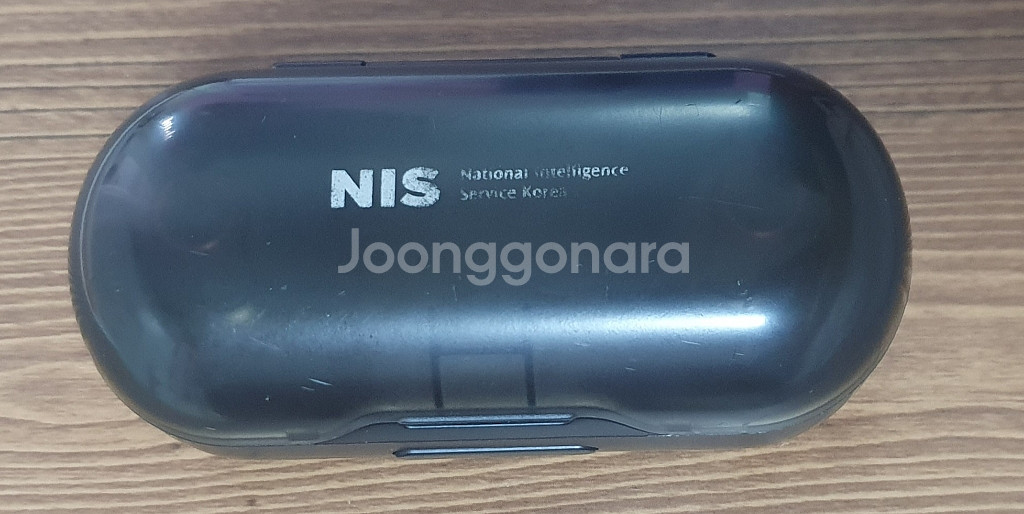 NIS
National Intelligence
Service Korea
Joonggonara